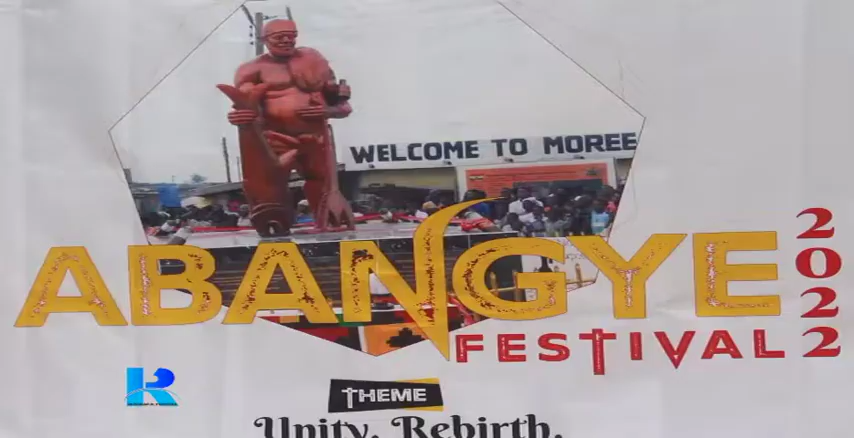 WELCOME TO MOREE
ABANGYE
2022
FESTIVAL
THEME
Unity. Rebirth.